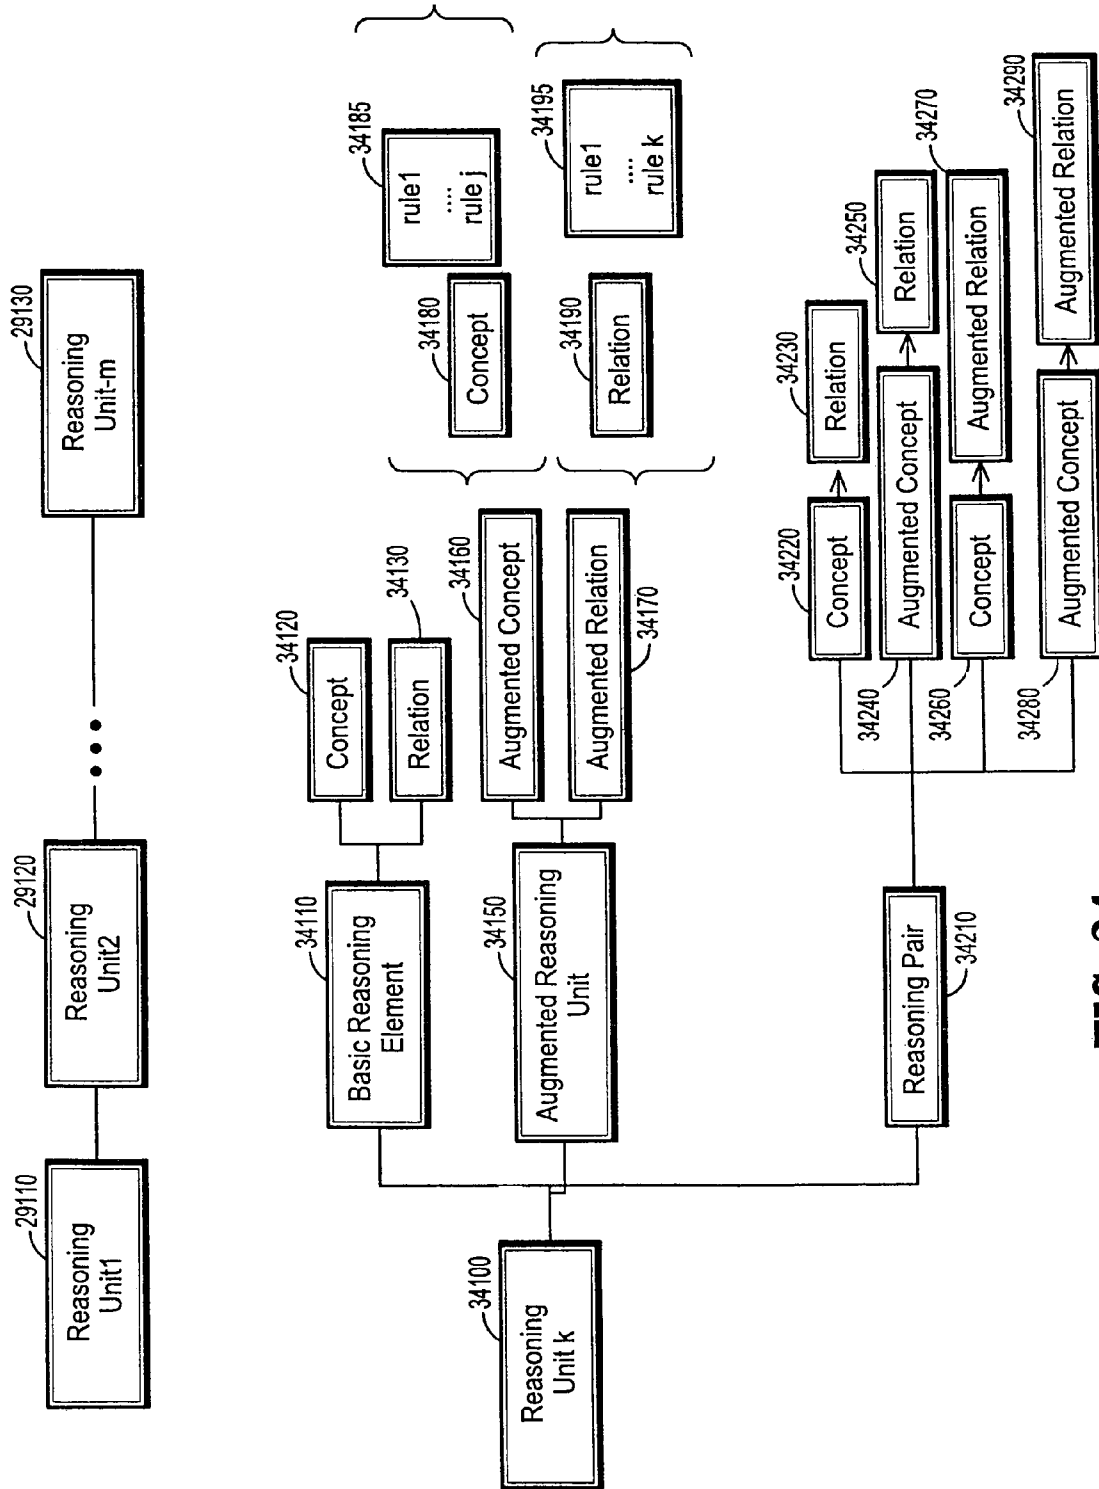 29110
Reasoning
Unit1
29120
Reasoning
Unit2
29130
Reasoning
Unit-m
34100
Reasoning
Unit k
34110
Basic Reasoning
Element
34120
Concept
34130
Relation
34150
Augmented Reasoning
Unit
34160
Augmented Concept
34170
Augmented Relation
34180
Concept
34185
rule1
....
rule j
34190
Relation
34195
rule1
....
rule k
34210
Reasoning Pair
34220
Concept
34230
Relation
34240
Augmented Concept
34250
Relation
34260
Concept
34270
Augmented Relation
34280
Augmented Concept
34290
Augmented Relation